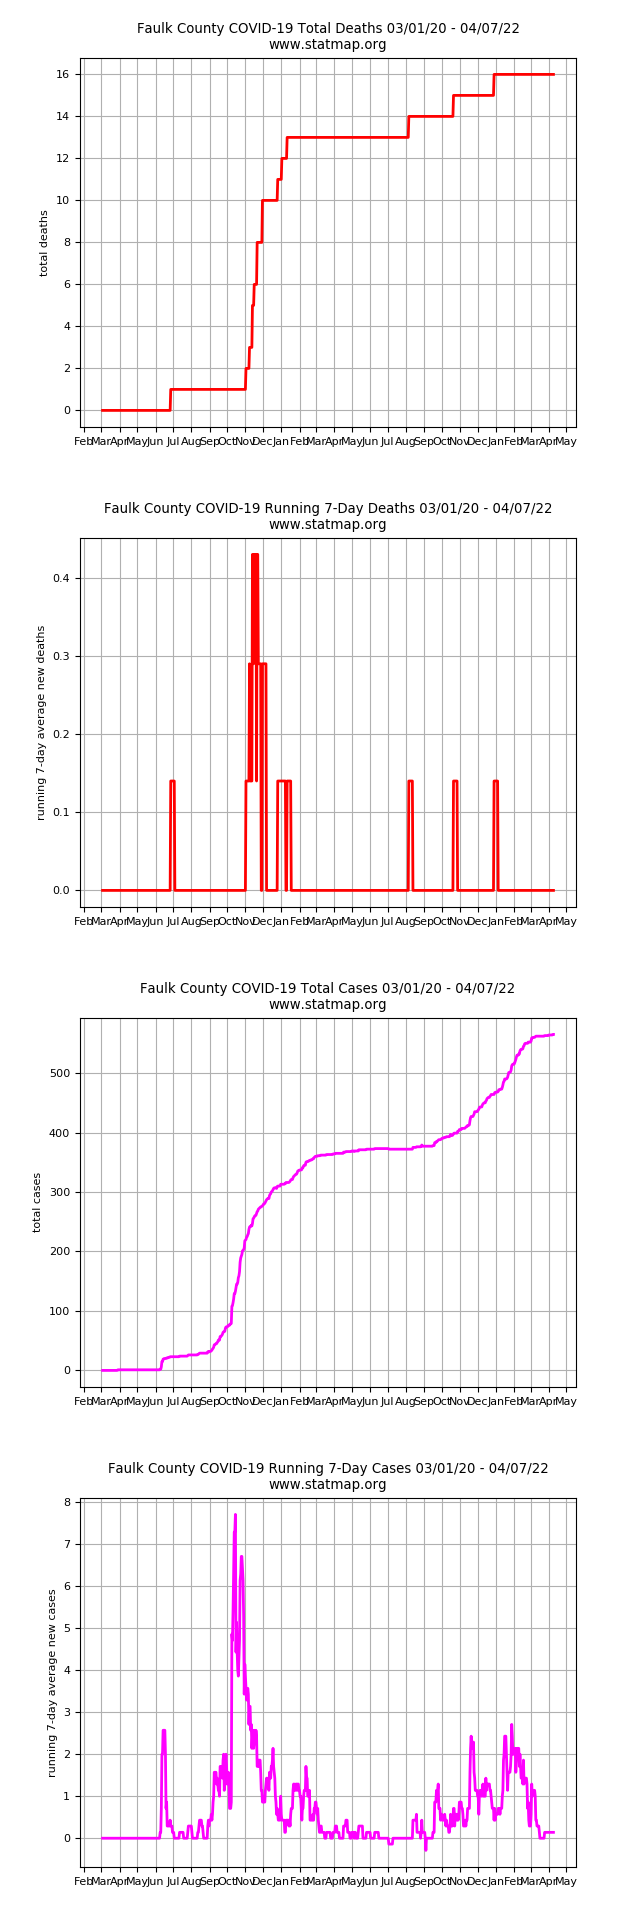 Faulk County COVID-19 Total Deaths 03/01/20 - 04/07/22
www.statmap.org
16
14
12
10
8
6
4
2
0
total deaths
Feb Mar Apr May Jun Jul Aug Sep Oct Nov Dec Jan Feb Mar Apr May Jun Jul Aug Sep Oct Nov Dec Jan Feb Mar Apr May
Faulk County COVID-19 Running 7-Day Deaths 03/01/20 - 04/07/22
www.statmap.org
0.4
0.3
0.2
0.1
0.0
running 7-day average new deaths
Feb Mar Apr May Jun Jul Aug Sep Oct Nov Dec Jan Feb Mar Apr May Jun Jul Aug Sep Oct Nov Dec Jan Feb Mar Apr May
Faulk County COVID-19 Total Cases 03/01/20 - 04/07/22
www.statmap.org
500
400
300
200
100
0
total cases
Feb Mar Apr May Jun Jul Aug Sep Oct Nov Dec Jan Feb Mar Apr May Jun Jul Aug Sep Oct Nov Dec Jan Feb Mar Apr May
Faulk County COVID-19 Running 7-Day Cases 03/01/20 - 04/07/22
www.statmap.org
8
7
6
5
4
3
2
1
0
running 7-day average new cases
Feb Mar Apr May Jun Jul Aug Sep Oct Nov Dec Jan Feb Mar Apr May Jun Jul Aug Sep Oct Nov Dec Jan Feb Mar Apr May